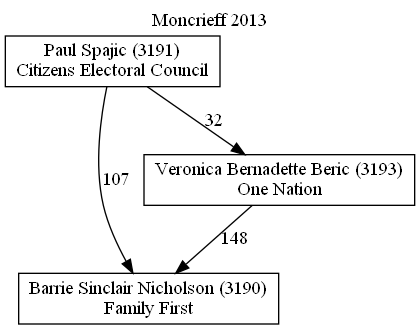 Moncrieff 2013
Paul Spajic (3191)
Citizens Electoral Council
32
Veronica Bernadette Beric (3193)
One Nation
107
148
Barrie Sinclair Nicholson (3190)
Family First